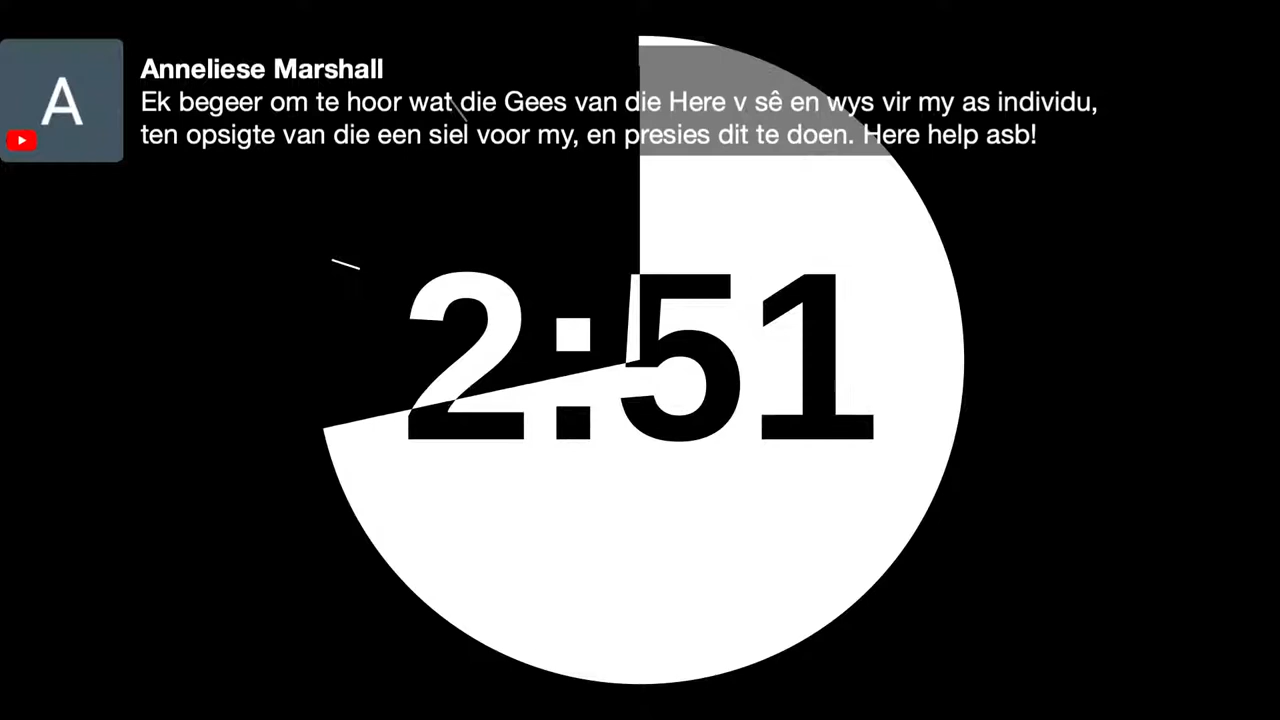 A
Anneliese Marshall
Ek begeer om te hoor wat die Gees van die Here v sê en wys vir my as individu,
ten opsigte van die een siel voor my, en presies dit te doen. Here help asb!
2:51